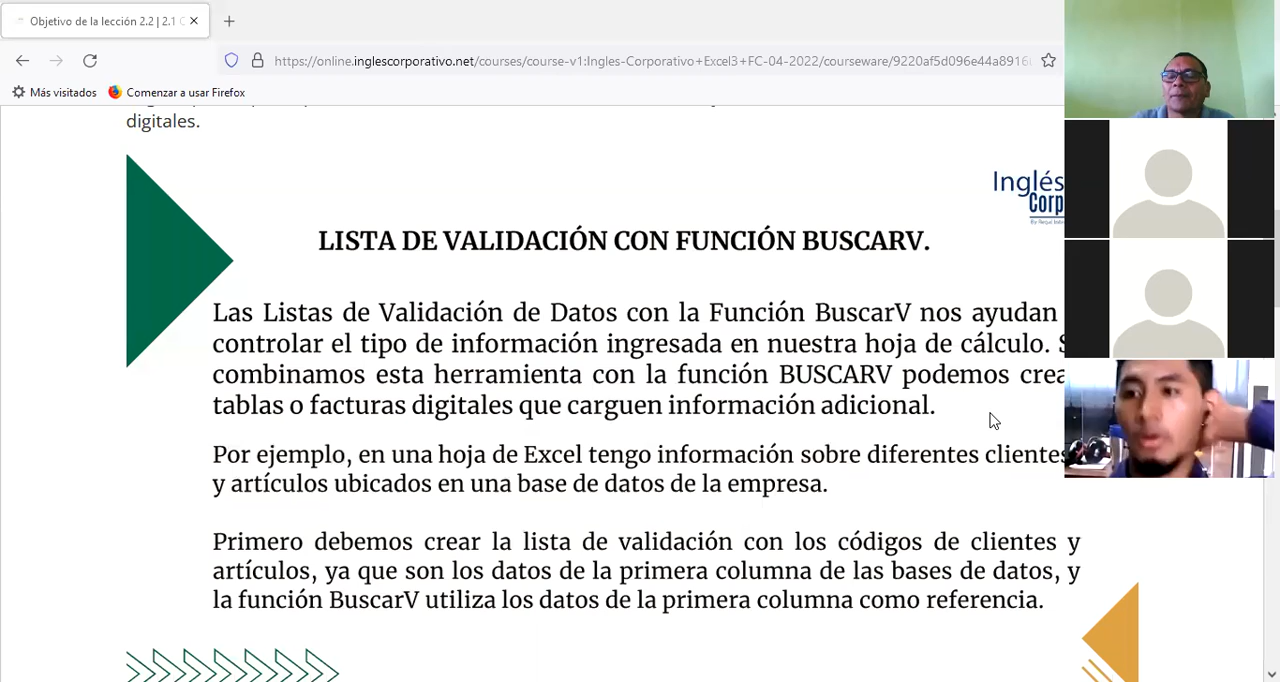 Objetivo de la lección 2.2 | 2.1
https://online.inglescorporativo.net/courses/course-v1:Ingles-Corporativo+Excel3+FC-04-2022/courseware/9220af5d096e44a8916
Más visitados
Comenzar a usar Firefox
digitales.
Inglés
Corp
LISTA DE VALIDACIÓN CON FUNCIÓN BUSCARV.
Las Listas de Validación de Datos con la Función BuscarV nos ayudan
controlar el tipo de información ingresada en nuestra hoja de cálculo.
combinamos esta herramienta con la función BUSCARV podemos crea
tablas o facturas digitales que carguen información adicional.
Por ejemplo, en una hoja de Excel tengo información sobre diferentes clientes
y artículos ubicados en una base de datos de la empresa.
Primero debemos crear la lista de validación con los códigos de clientes y
artículos, ya que son los datos de la primera columna de las bases de datos, y
la función BuscarV utiliza los datos de la primera columna como referencia.